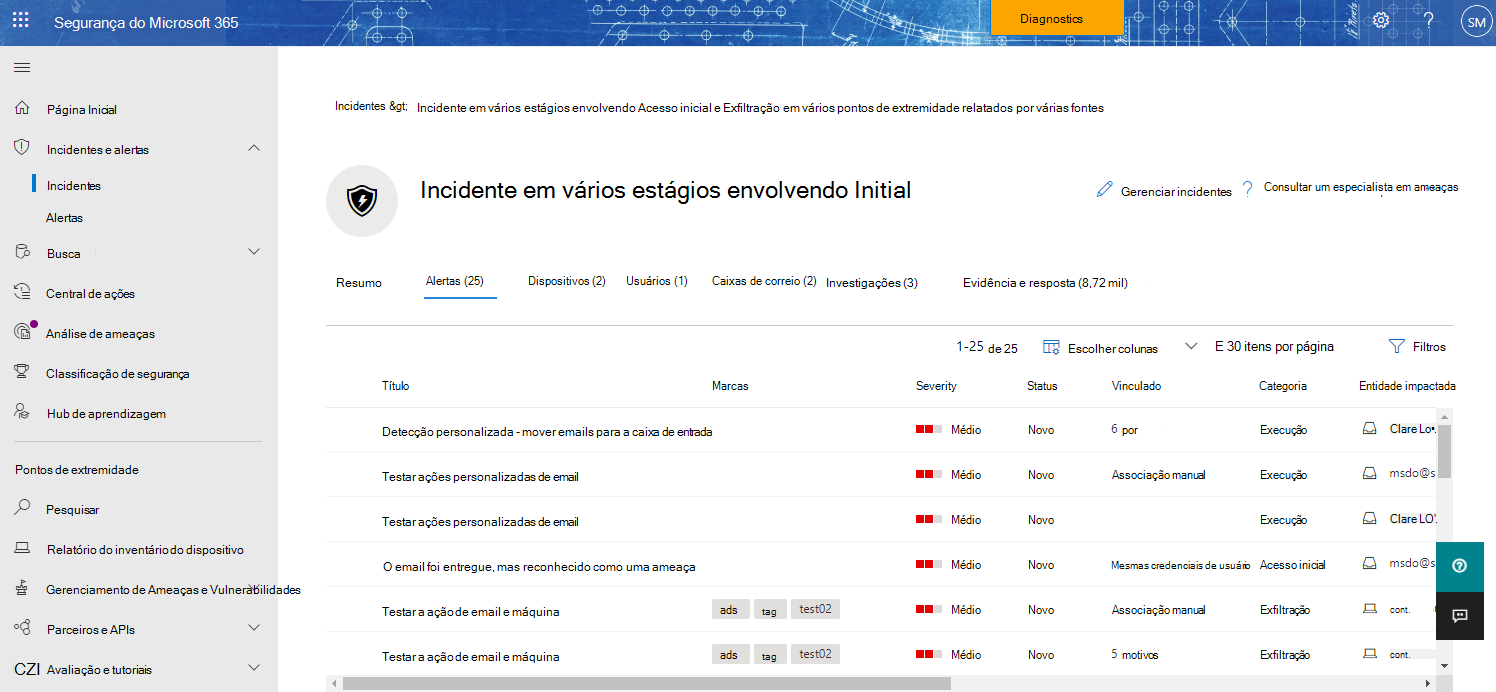 Segurança do Microsoft 365
Diagnostics
?
SM
Página Inicial
Incidentes e alertas
Incidentes
Alertas
Busca
Central de ações
Análise de ameaças
Classificação de segurança
Hub de aprendizagem
Pontos de extremidade
Pesquisar
Relatório do inventário do dispositivo
Gerenciamento de Ameaças e Vulnerabilidades
Parceiros e APIs
CZI Avaliação e tutoriais
Incidentes &gt; Incidente em vários estágios envolvendo Acesso inicial e Exfiltração em vários pontos de extremidade relatados por várias fontes
Incidente em vários estágios envolvendo Initial
Gerenciar incidentes ? Consultar um especialista em ameaças
Resumo Alertas (25) Dispositivos (2) Usuários (1) Caixas de correio (2) Investigações (3) Evidência e resposta (8,72 mil)
1-25 de 25 Escolher colunas E 30 itens por página Filtros
Título Marcas Severity Status Vinculado Categoria Entidade impactada
Detecção personalizada - mover emails para a caixa de entrada Médio Novo 6 por Execução Clare Lo•.
Testar ações personalizadas de email Médio Novo Associação manual Execução msdo@s
Testar ações personalizadas de email Médio Novo Execução Clare LO'.
O email foi entregue, mas reconhecido como uma ameaça Médio Novo Mesmas credenciais de usuário Acesso inicial msdo@s
Testar a ação de email e máquina ads tag test02 Médio Novo Associação manual Exfiltração cont.
Testar a ação de email e máquina ads tag test02 Médio Novo 5 motivos Exfiltração cont.